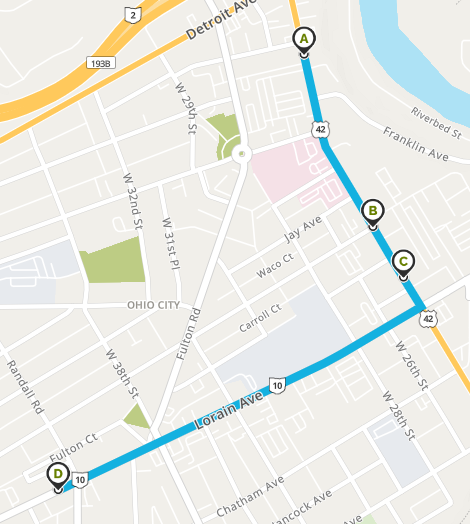 2
Detroit Ave
A
193B
42
W 29th St
Riverbed St
Franklin Ave
W 32nd St
B
W 31st Pl
Jay Ave
C
Waco Ct
OHIO CITY
Carroll Ct
42
Fulton Rd
W 26th St
W 38th St
10
Randall Rd
Lorain Ave
W 28th St
Fulton Ct
D
10
Chatham Ave
Hancock Ave